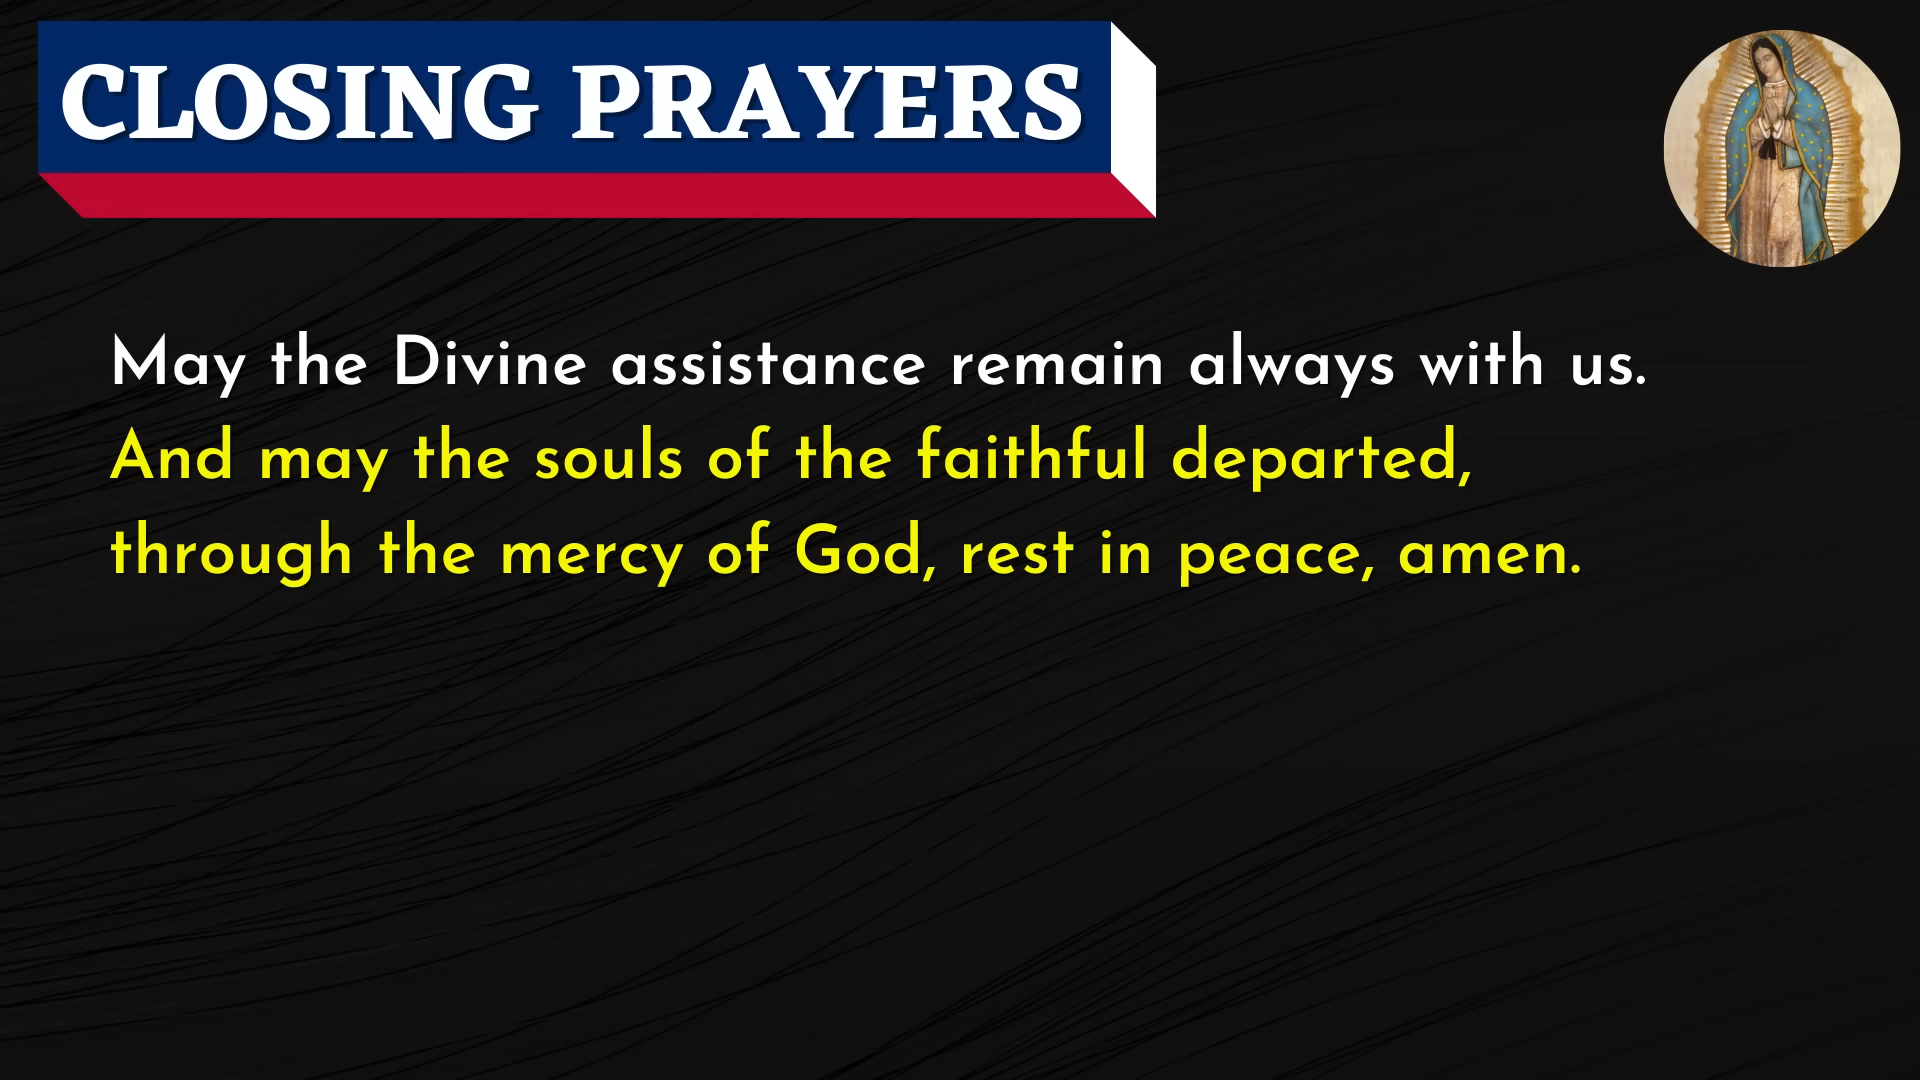 CLOSING PRAYERS
May the Divine assistance remain always with us.
And may the souls of the faithful departed,
through the mercy of God, rest in peace, amen.